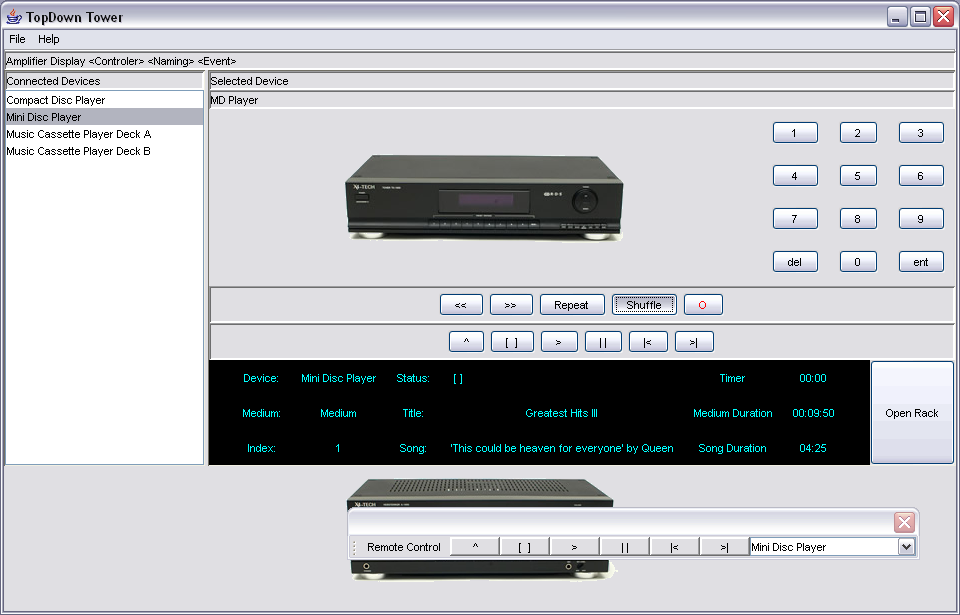 TopDown Tower
File Help
Amplifier Display <Controler> <Naming> <Event>
Connected Devices
Compact Disc Player
Mini Disc Player
Music Cassette Player Deck A
Music Cassette Player Deck B
Selected Device
MD Player
-TECH
1 2 3
4 5 6
7 8 9
del 0 ent
<< >> Repeat Shuffle O
^ [ ] > || |< >|
Device: Mini Disc Player Status: [ ] Timer 00:00
Medium: Medium Title: Greatest Hits III Medium Duration 00:09:50
Index: 1 Song: 'This could be heaven for everyone' by Queen Song Duration 04:25
Open Rack
-TECH
Remote Control ^ [ ] > || |< >| Mini Disc Player